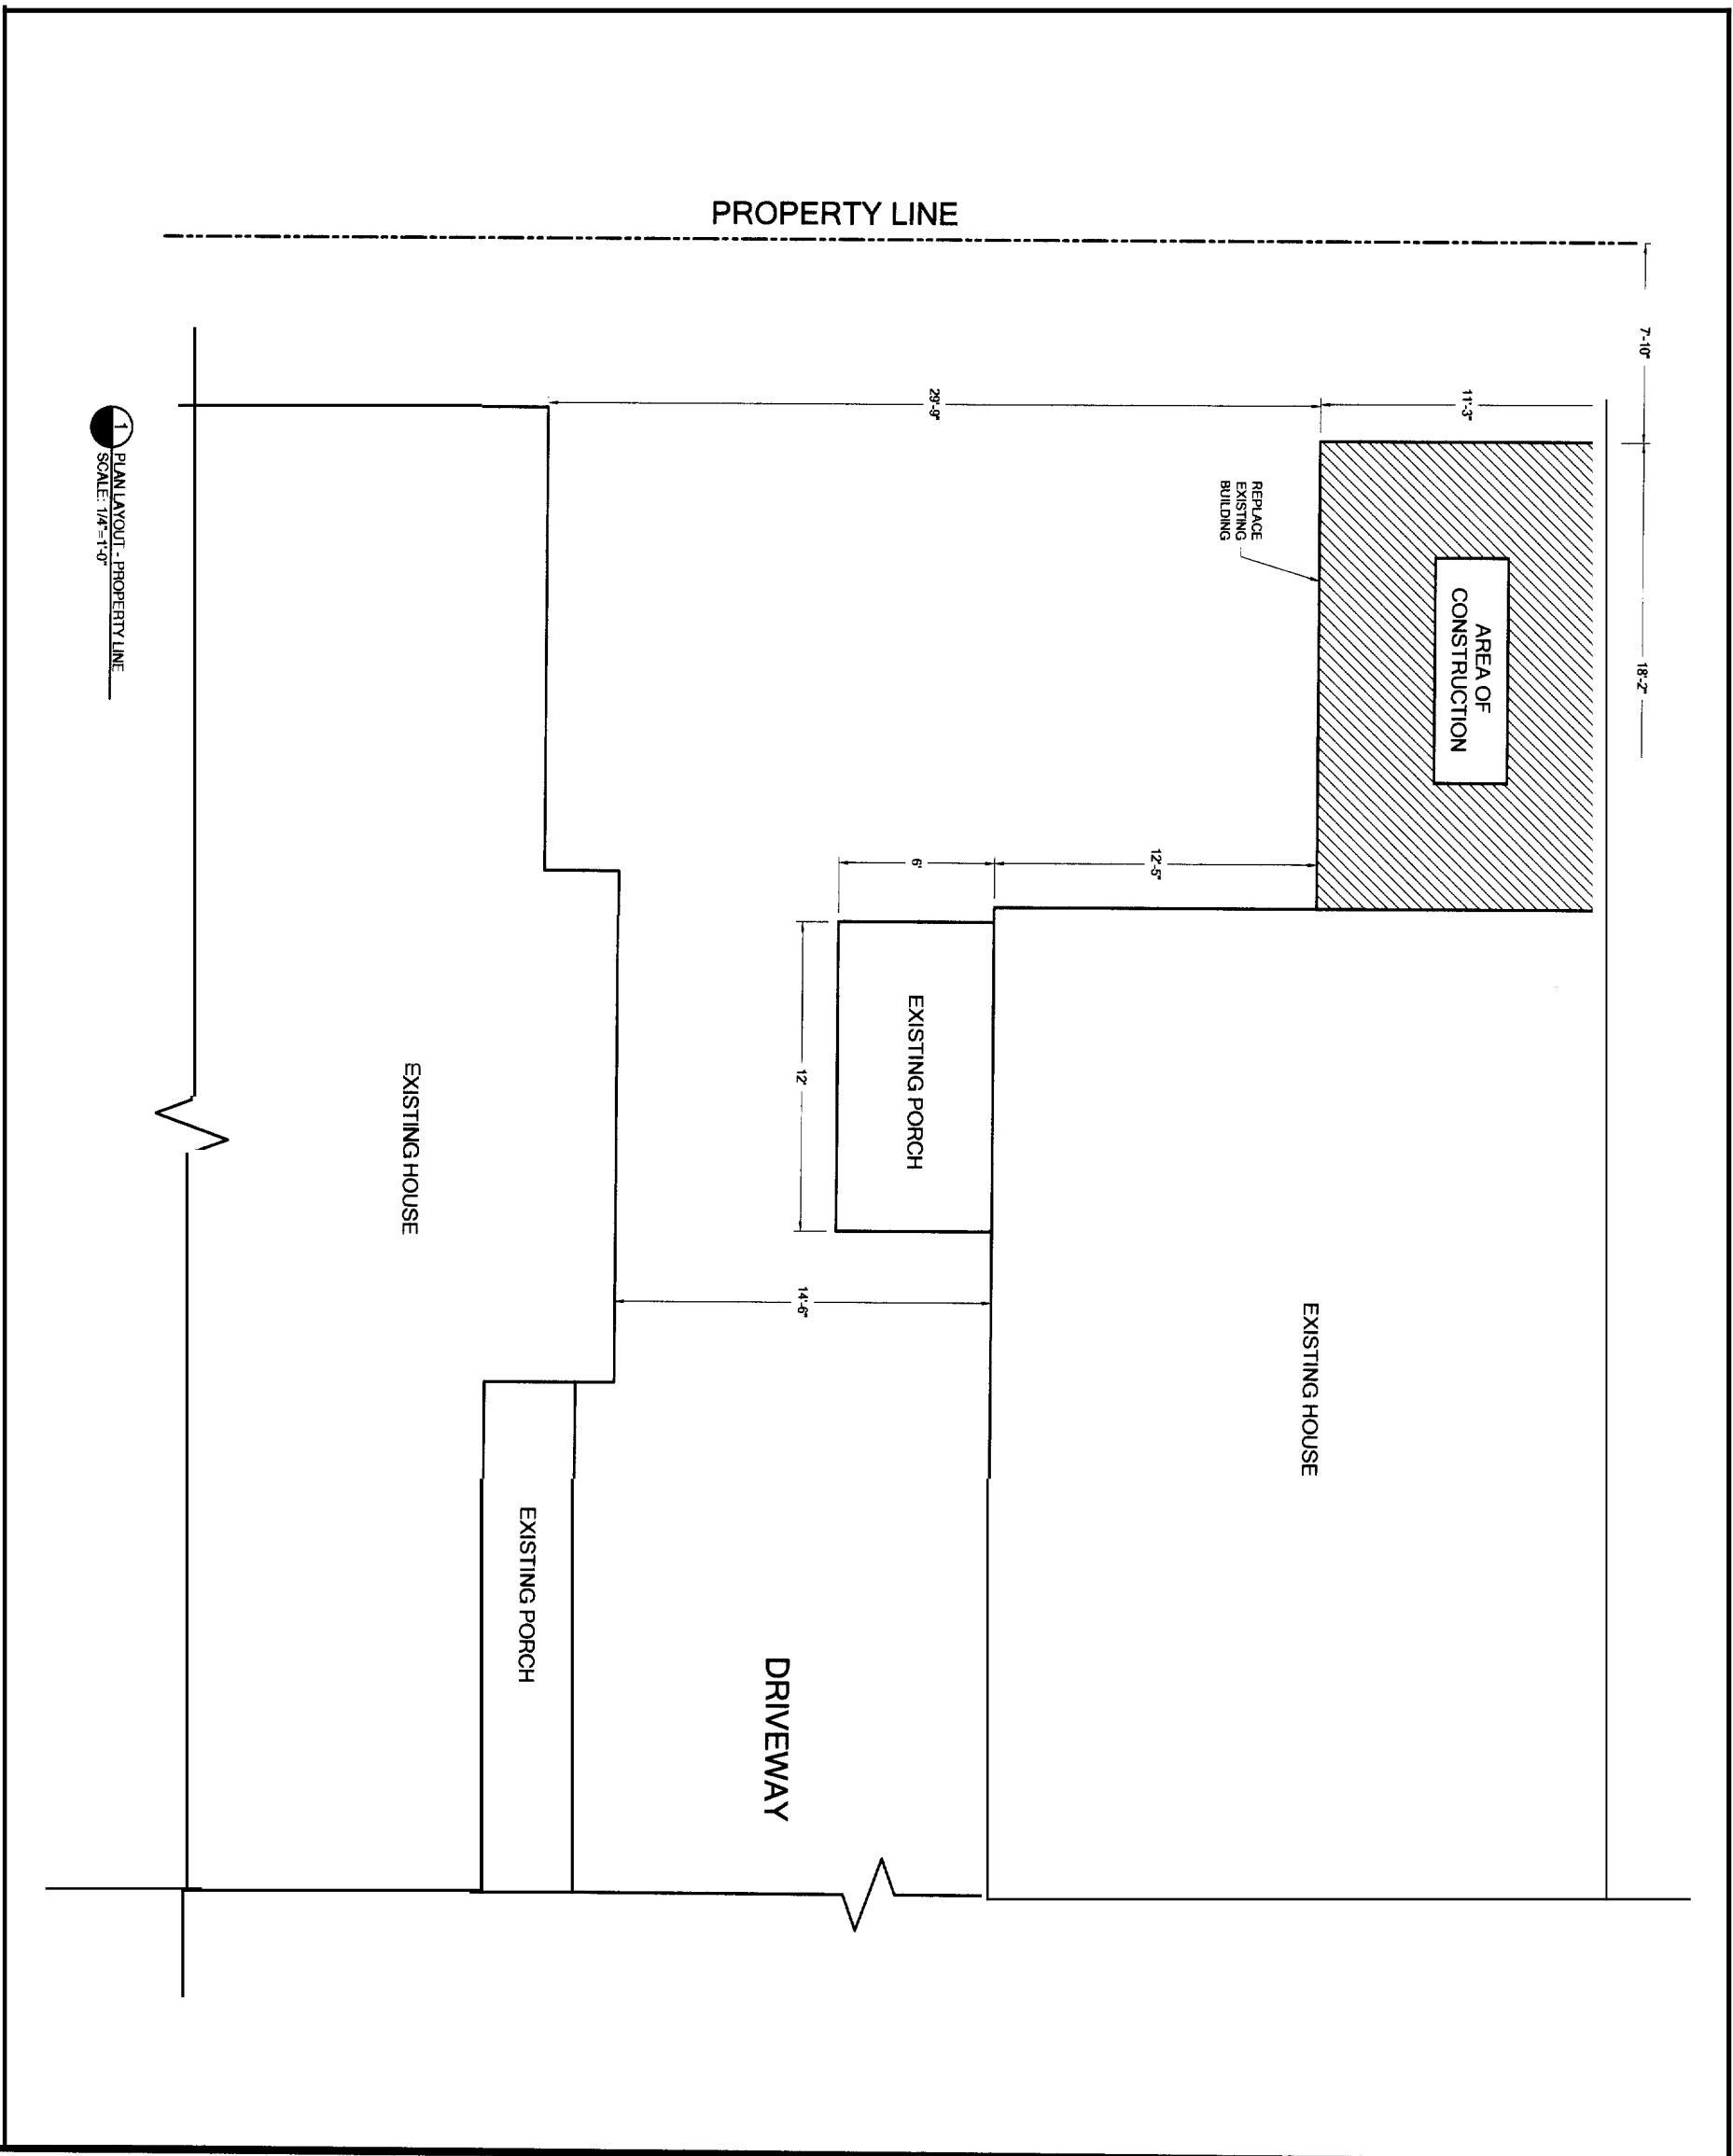 PROPERTY LINE
7'-10"
18'-2"
11'-3"
29'-9"
AREA OF
CONSTRUCTION
REPLACE
EXISTING
BUILDING
12'-5"
6'
12'
EXISTING PORCH
14'-6"
EXISTING HOUSE
EXISTING HOUSE
EXISTING PORCH
DRIVEWAY
1
PLAN LAYOUT - PROPERTY LINE
SCALE: 1/4"=1'-0"